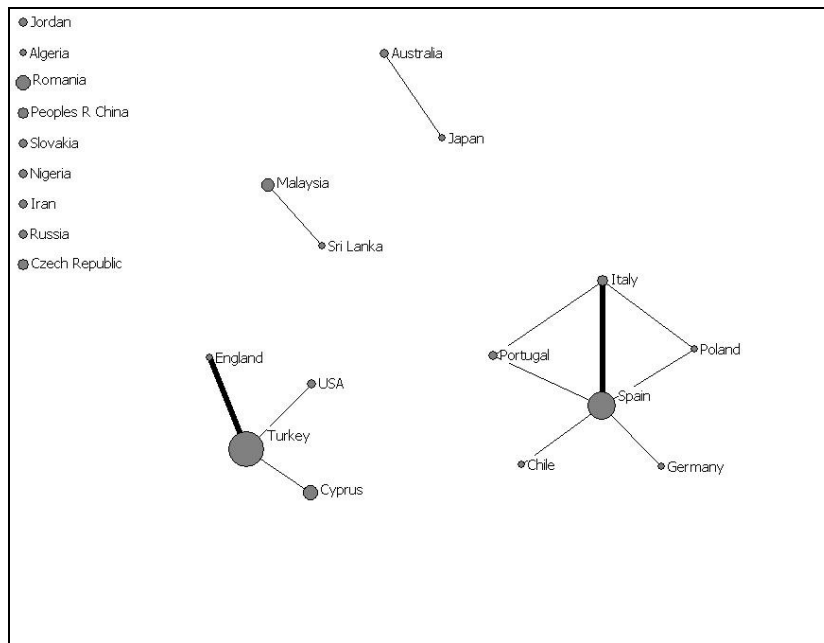 Jordan
Algeria
Romania
Peoples R China
Slovakia
Nigeria
Iran
Russia
Czech Republic
Australia
Japan
Malaysia
Sri Lanka
Italy
Portugal
Poland
Spain
Chile
Germany
England
USA
Turkey
Cyprus